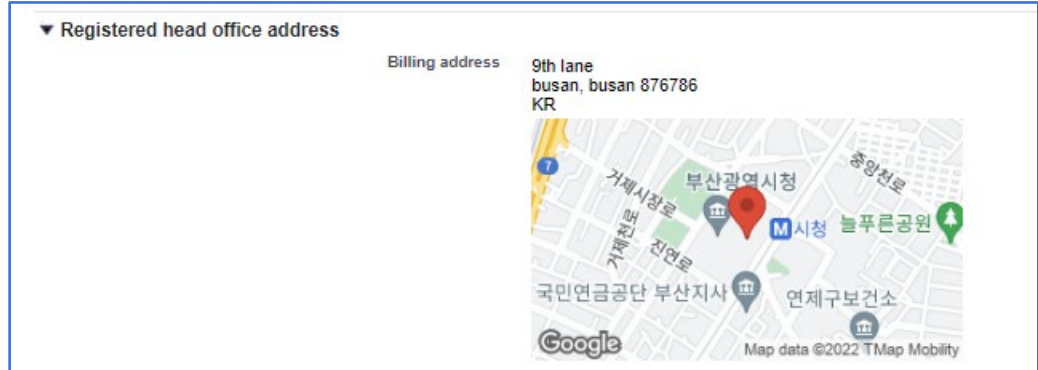 Registered head office address
Billing address
9th lane
busan, busan 876786
KR
7
거제시장로
부산광역시청
중앙천로
거제천로
진연로
M 시청
늘푸른공원
국민연금공단 부산지사
연제구보건소
Google
Map data ©2022 TMap Mobility